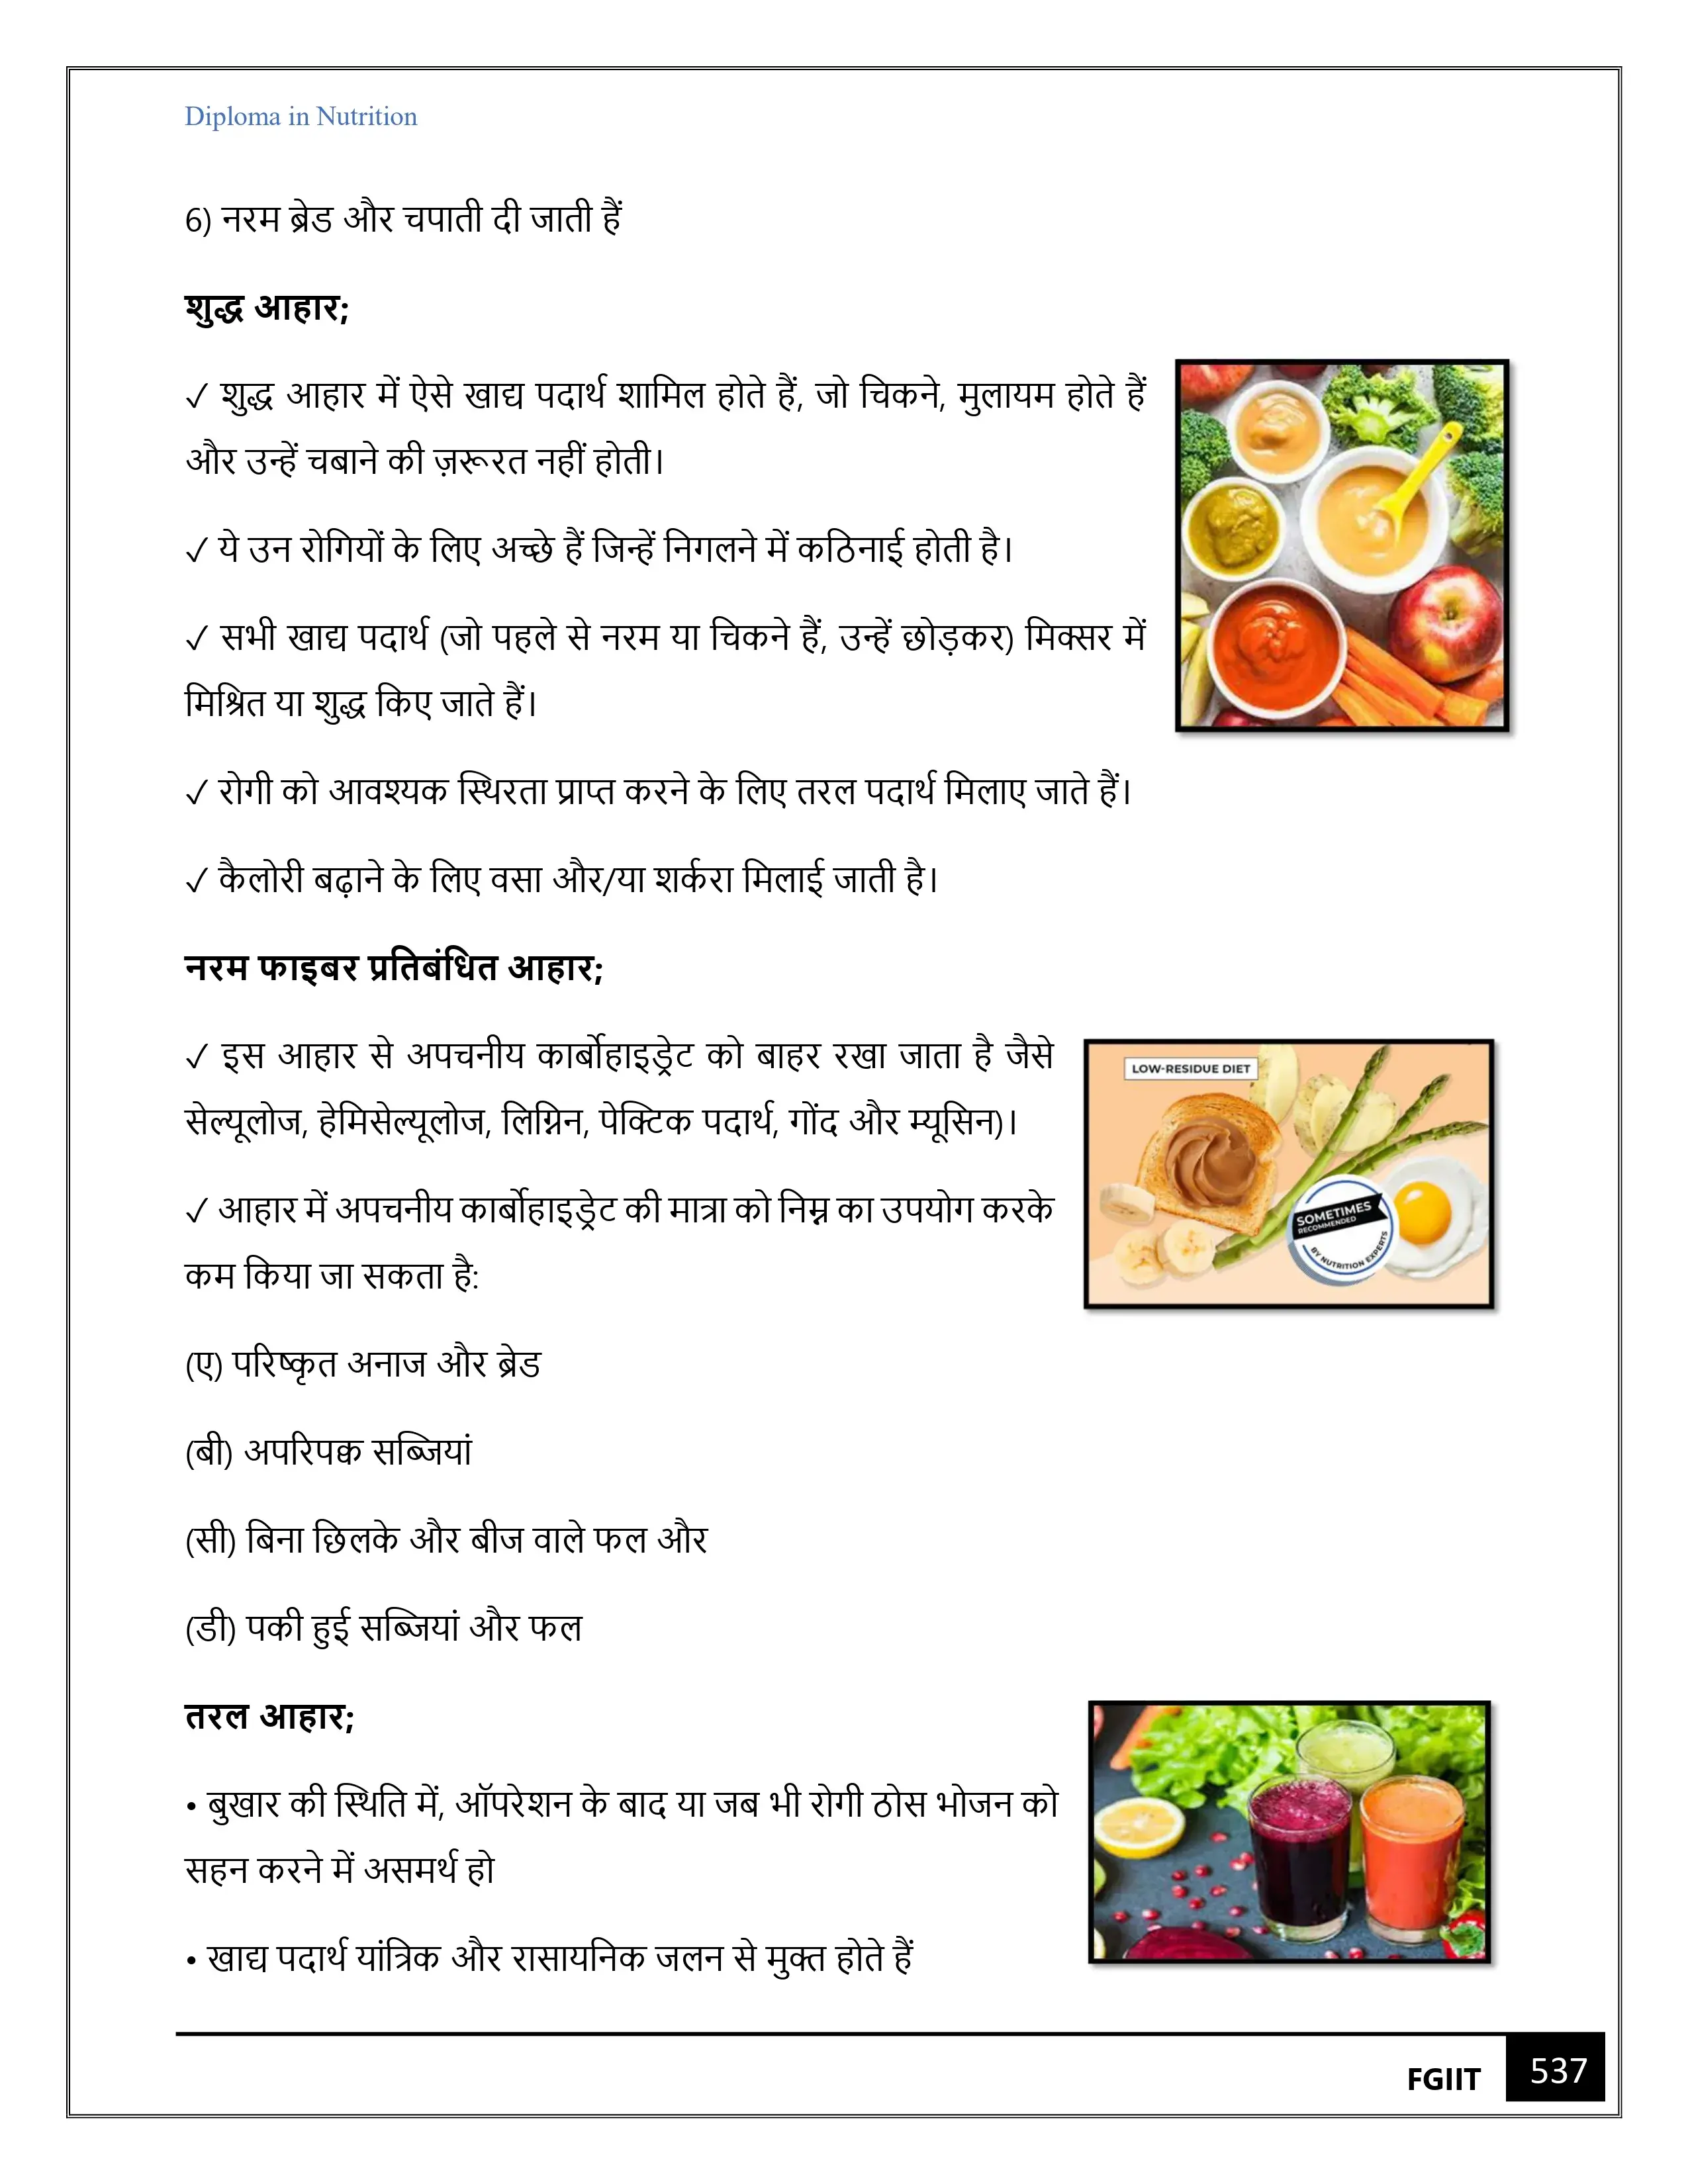 Diploma in Nutrition
6) नरम ब्रेड और चपाती दी जाती हैं
शुद्ध आहार;
✓ शुद्ध आहार में ऐसे खाद्य पदार्थ शामिल होते हैं, जो चिकने, मुलायम होते हैं
और उन्हें चबाने की ज़रूरत नहीं होती।
✓ ये उन रोगियों के लिए अच्छे हैं जिन्हें निगलने में कठिनाई होती है।
✓ सभी खाद्य पदार्थ (जो पहले से नरम या चिकने हैं, उन्हें छोड़कर) मिक्सर में
मिश्रित या शुद्ध किए जाते हैं।
✓ रोगी को आवश्यक स्थिरता प्राप्त करने के लिए तरल पदार्थ मिलाए जाते हैं।
✓ कैलोरी बढ़ाने के लिए वसा और/या शर्करा मिलाई जाती है।
नरम फाइबर प्रतिबंधित आहार;
✓ इस आहार से अपचनीय कार्बोहाइड्रेट को बाहर रखा जाता है जैसे
सेल्यूलोज, हेमिसेल्यूलोज, लिग्निन, पेक्टिक पदार्थ, गोंद और म्यूसिन)।
LOW-RESIDUE DIET
SOMETIMES
RECOMMENDED
BY NUTRITION EXPERTS
✓ आहार में अपचनीय कार्बोहाइड्रेट की मात्रा को निम्न का उपयोग करके
कम किया जा सकता है:
(ए) परिष्कृत अनाज और ब्रेड
(बी) अपरिपक्व सब्जियां
(सी) बिना छिलके और बीज वाले फल और
(डी) पकी हुई सब्जियां और फल
तरल आहार;
• बुखार की स्थिति में, ऑपरेशन के बाद या जब भी रोगी ठोस भोजन को
सहन करने में असमर्थ हो
• खाद्य पदार्थ यांत्रिक और रासायनिक जलन से मुक्त होते हैं
FGIIT 537